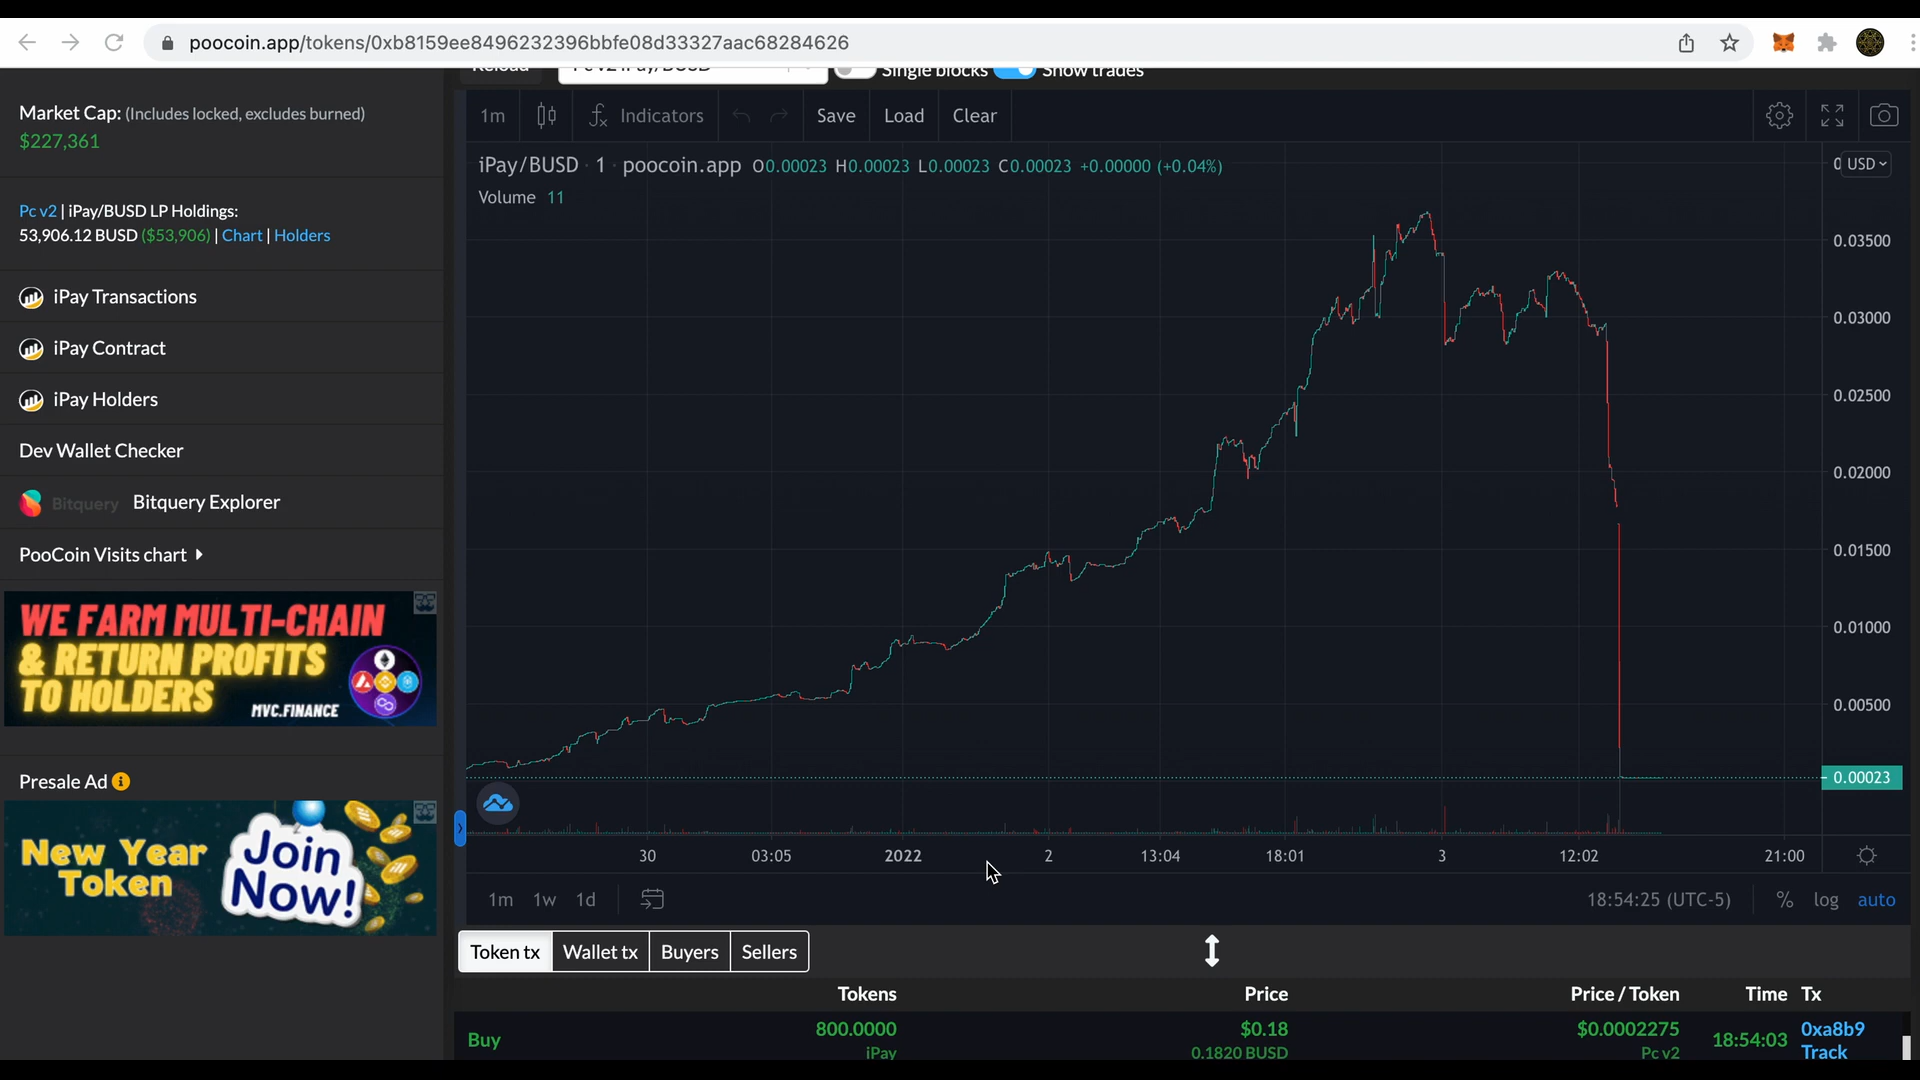 poocoin.app/tokens/0xb8159ee8496232396bbfe08d33327aac68284626
Reload
Single blocks
Show trades
Market Cap: (Includes locked, excludes burned)
$227,361
Pc v2 | iPay/BUSD LP Holdings:
53,906.12 BUSD ($53,906) | Chart | Holders
iPay Transactions
iPay Contract
iPay Holders
Dev Wallet Checker
Bitquery Bitquery Explorer
PooCoin Visits chart
WE FARM MULTI-CHAIN
& RETURN PROFITS
TO HOLDERS
MVC.FINANCE
Presale Ad
New Year
Token
Join
Now!
1m
Indicators
Save
Load
Clear
iPay/BUSD · 1 · poocoin.app O0.00023 H0.00023 L0.00023 C0.00023 +0.00000 (+0.04%)
Volume 11
USD
0.03500
0.03000
0.02500
0.02000
0.01500
0.01000
0.00500
0.00023
30 03:05 2022 2 13:04 18:01 3 12:02 21:00
1m 1w 1d
18:54:25 (UTC-5) % log auto
Token tx Wallet tx Buyers Sellers
Tokens Price Price / Token Time Tx
Buy 800.0000 $0.18 $0.0002275 18:54:03 0xa8b9
iPay 0.1820 BUSD Pc v2 Track